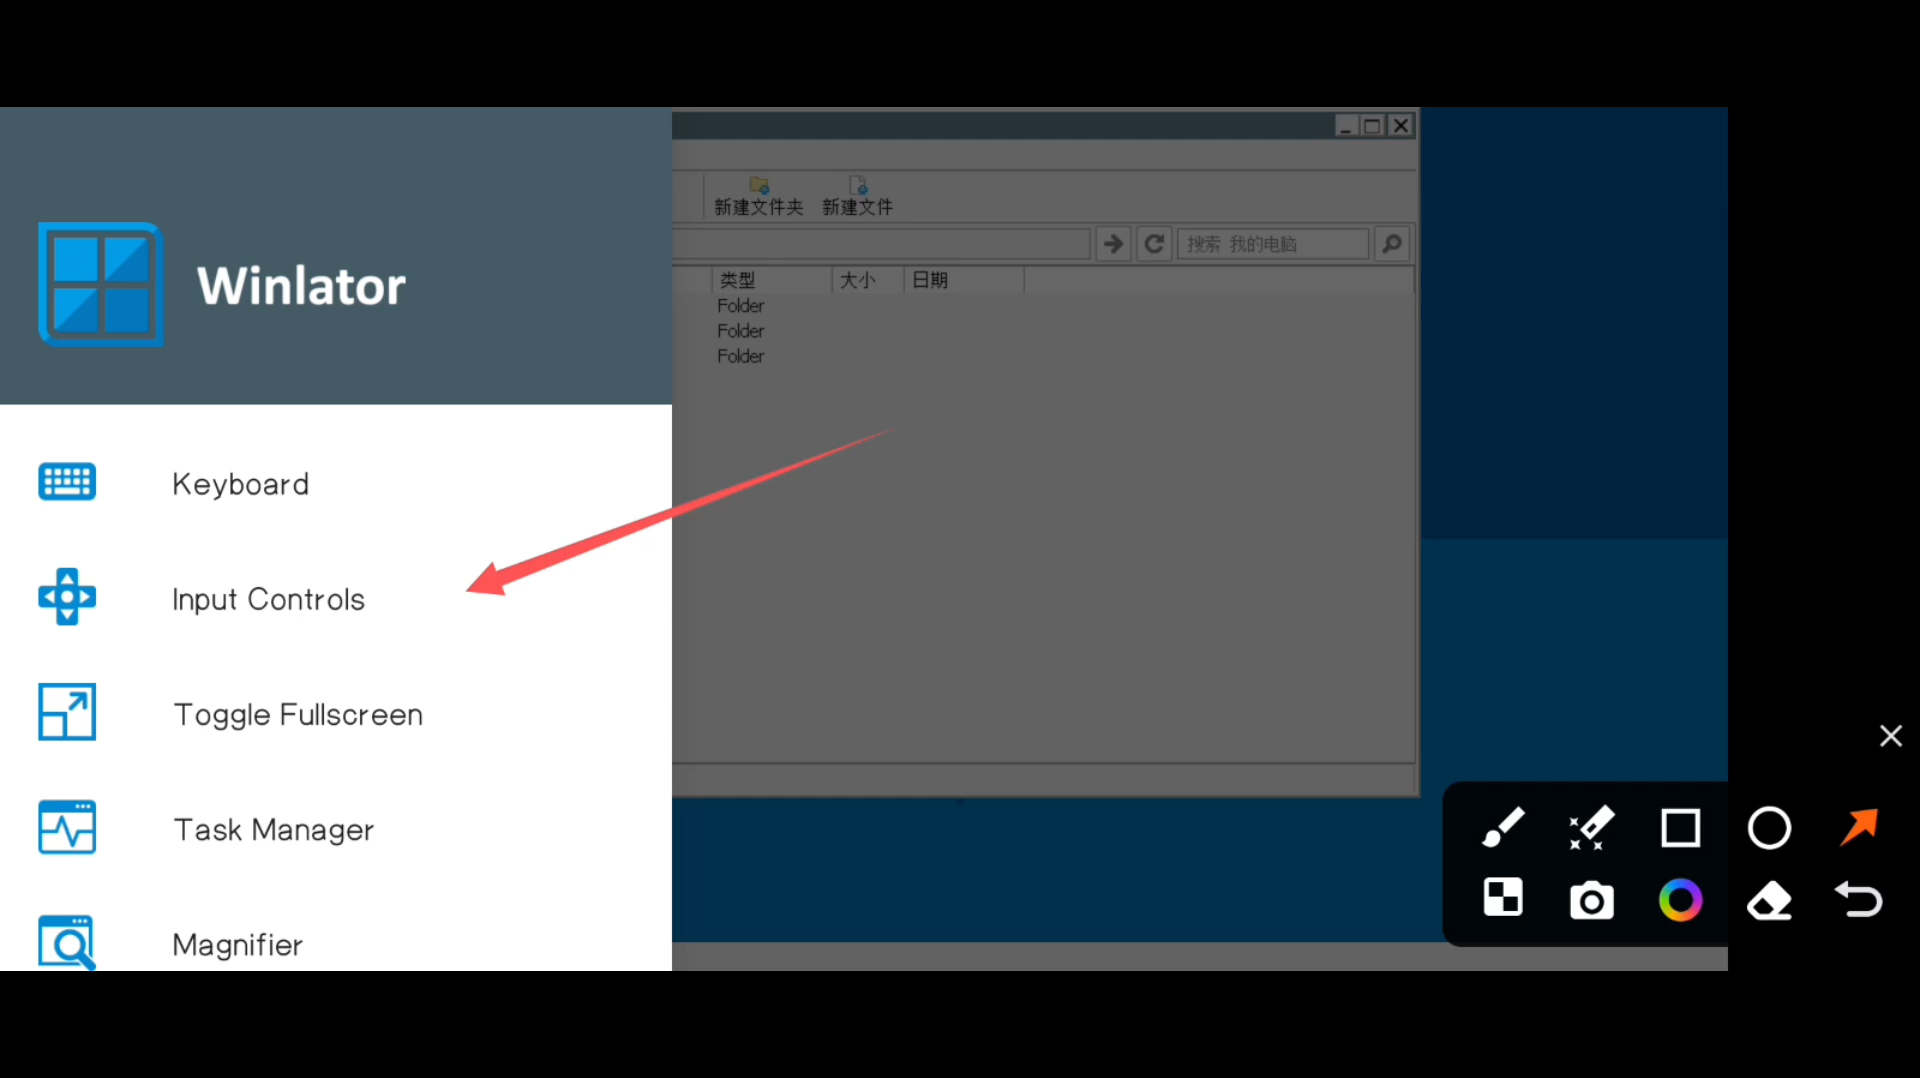 Winlator
Keyboard
Input Controls
Toggle Fullscreen
Task Manager
Magnifier
新建文件夹 新建文件
搜索 我的电脑
类型 大小 日期
Folder
Folder
Folder